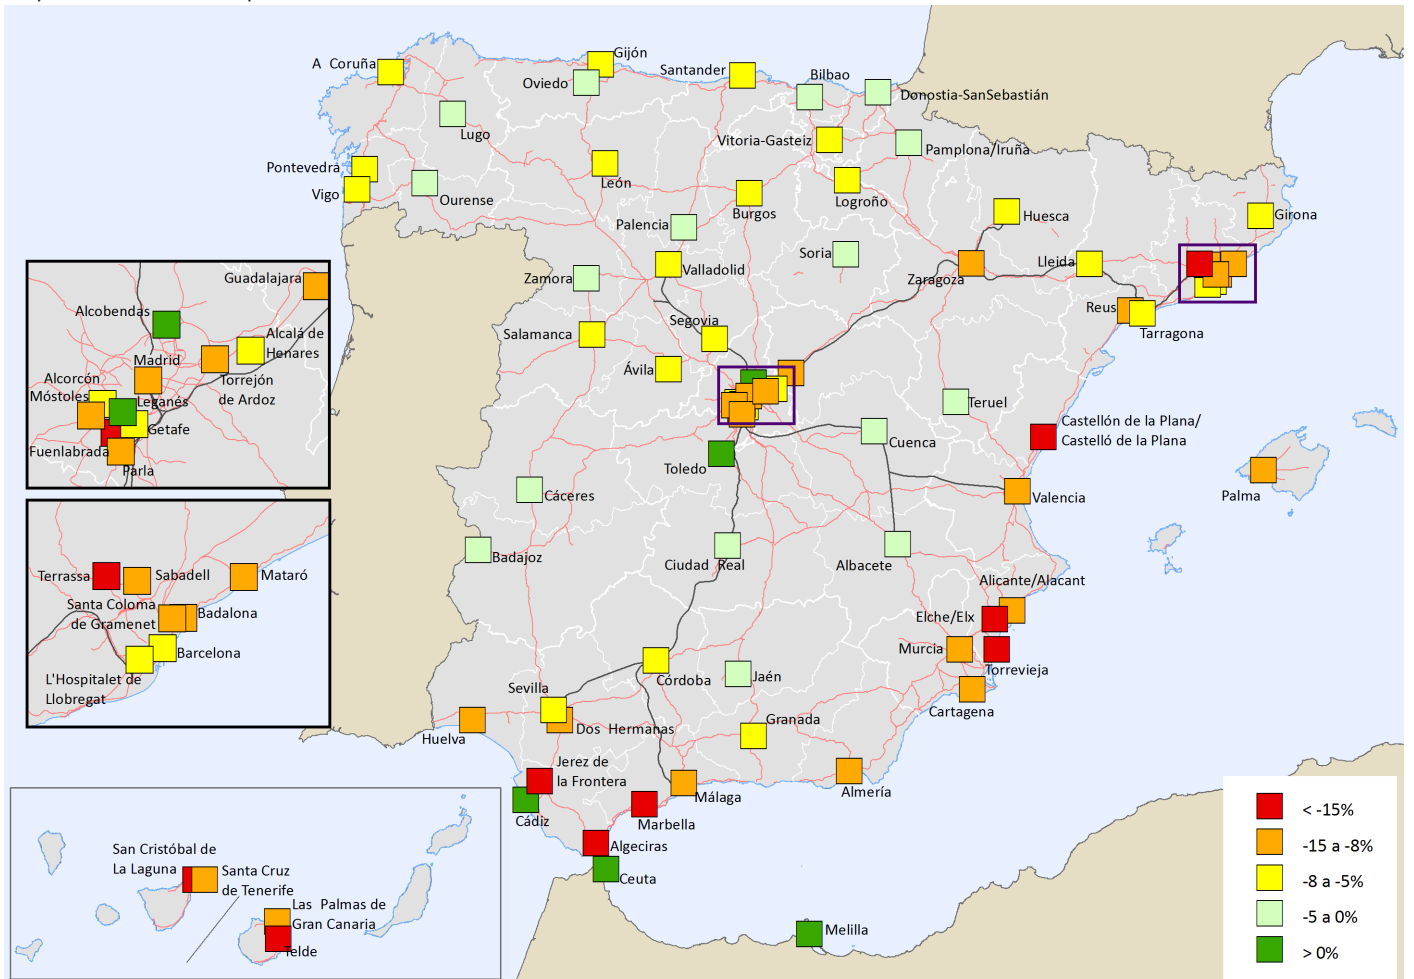 Gijón
A Coruña
Santander
Bilbao
Oviedo
Donostia-SanSebastián
Lugo
Vitoria-Gasteiz
Pamplona/Iruña
Pontevedra
León
Vigo
Ourense
Burgos
Logroño
Huesca
Girona
Palencia
Soria
Valladolid
Zamora
Zaragoza
Lleida
Reus
Segovia
Salamanca
Tarragona
Ávila
Teruel
Castellón de la Plana/
Castelló de la Plana
Cuenca
Toledo
Cáceres
Valencia
Palma
Badajoz
Ciudad Real
Albacete
Alicante/Alacant
Elche/Elx
Murcia
Torrevieja
Córdoba
Jaén
Sevilla
Cartagena
Granada
Dos Hermanas
Huelva
Jerez de
la Frontera
Almería
Málaga
Cádiz
Marbella
Algeciras
Ceuta
Melilla
Guadalajara
Alcobendas
Alcalá de
Henares
Madrid
Torrejón
de Ardoz
Alcorcón
Móstoles
Leganés
Getafe
Fuenlabrada
Parla
Terrassa
Sabadell
Mataró
Santa Coloma
de Gramenet
Badalona
Barcelona
L'Hospitalet de
Llobregat
San Cristóbal de
La Laguna
Santa Cruz
de Tenerife
Las Palmas de
Gran Canaria
Telde
< -15%
-15 a -8%
-8 a -5%
-5 a 0%
> 0%